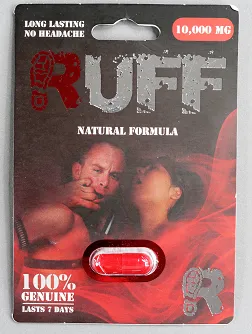 LONG LASTING
NO HEADACHE
10,000 MG
RUFF
NATURAL FORMULA
100%
GENUINE
LASTS 7 DAYS
R